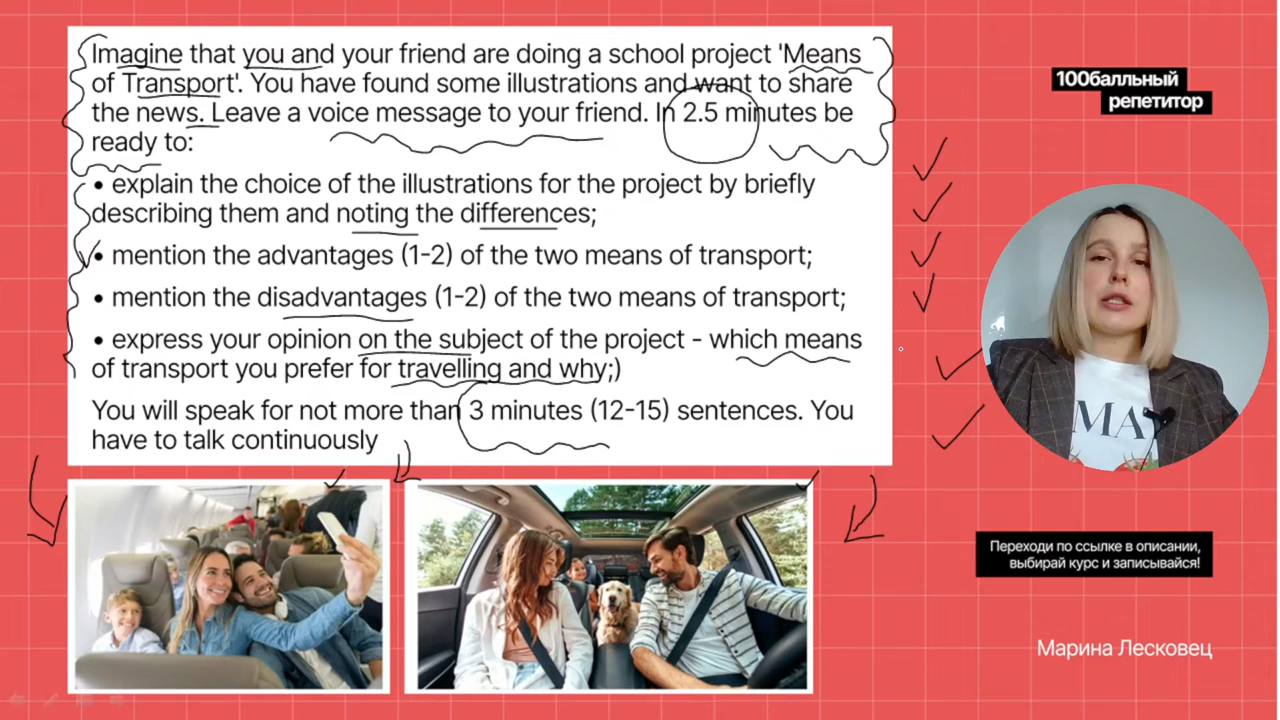 Imagine that you and your friend are doing a school project 'Means
of Transport'. You have found some illustrations and want to share
the news. Leave a voice message to your friend. In 2.5 minutes be
ready to:
• explain the choice of the illustrations for the project by briefly
describing them and noting the differences;
• mention the advantages (1-2) of the two means of transport;
• mention the disadvantages (1-2) of the two means of transport;
• express your opinion on the subject of the project - which means
of transport you prefer for travelling and why;)
You will speak for not more than 3 minutes (12-15) sentences. You
have to talk continuously
100балльный
репетитор
MAY
Переходи по ссылке в описании,
выбирай курс и записывайся!
Марина Лесковец